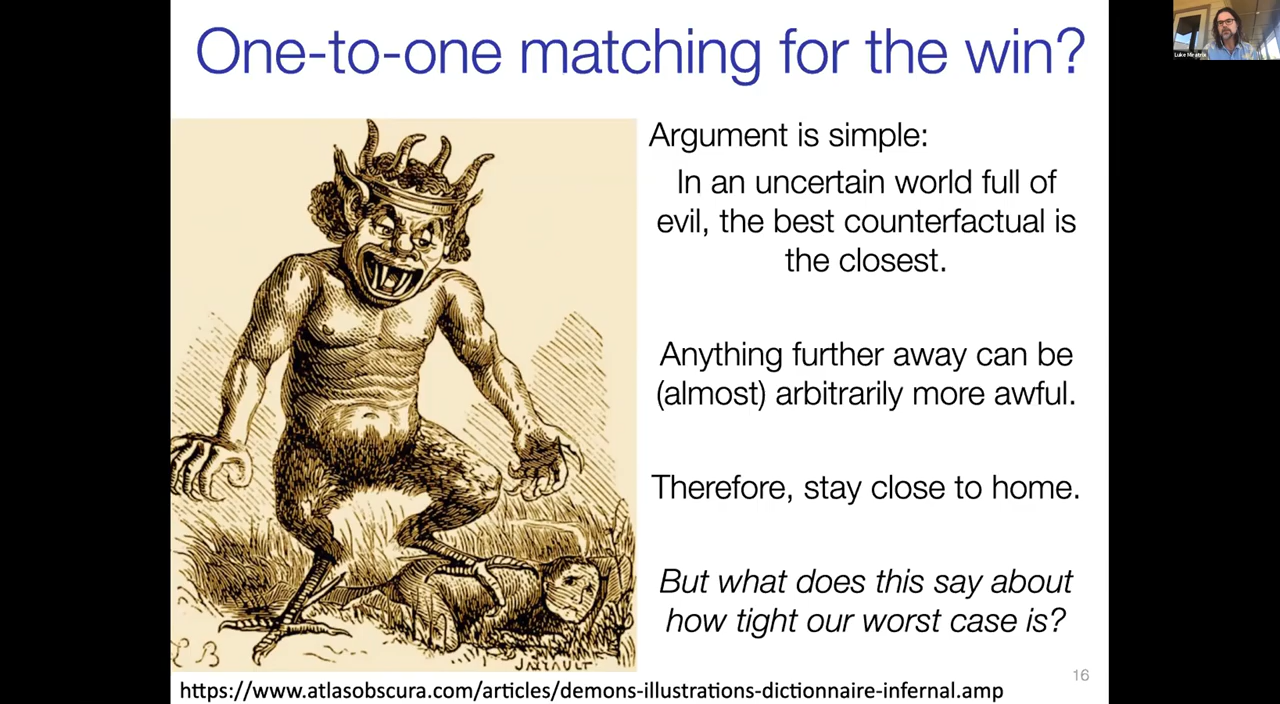 One-to-one matching for the win?
Luke Miratrix
Argument is simple:
In an uncertain world full of
evil, the best counterfactual is
the closest.
Anything further away can be
(almost) arbitrarily more awful.
Therefore, stay close to home.
But what does this say about
how tight our worst case is?
16
https://www.atlasobscura.com/articles/demons-illustrations-dictionnaire-infernal.amp